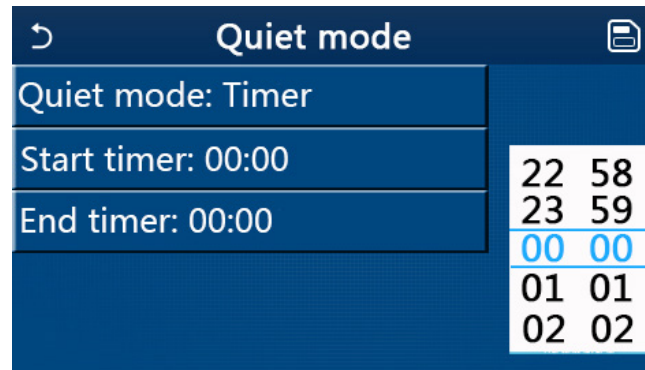 Quiet mode
Quiet mode: Timer
Start timer: 00:00
End timer: 00:00
22 58
23 59
00 00
01 01
02 02